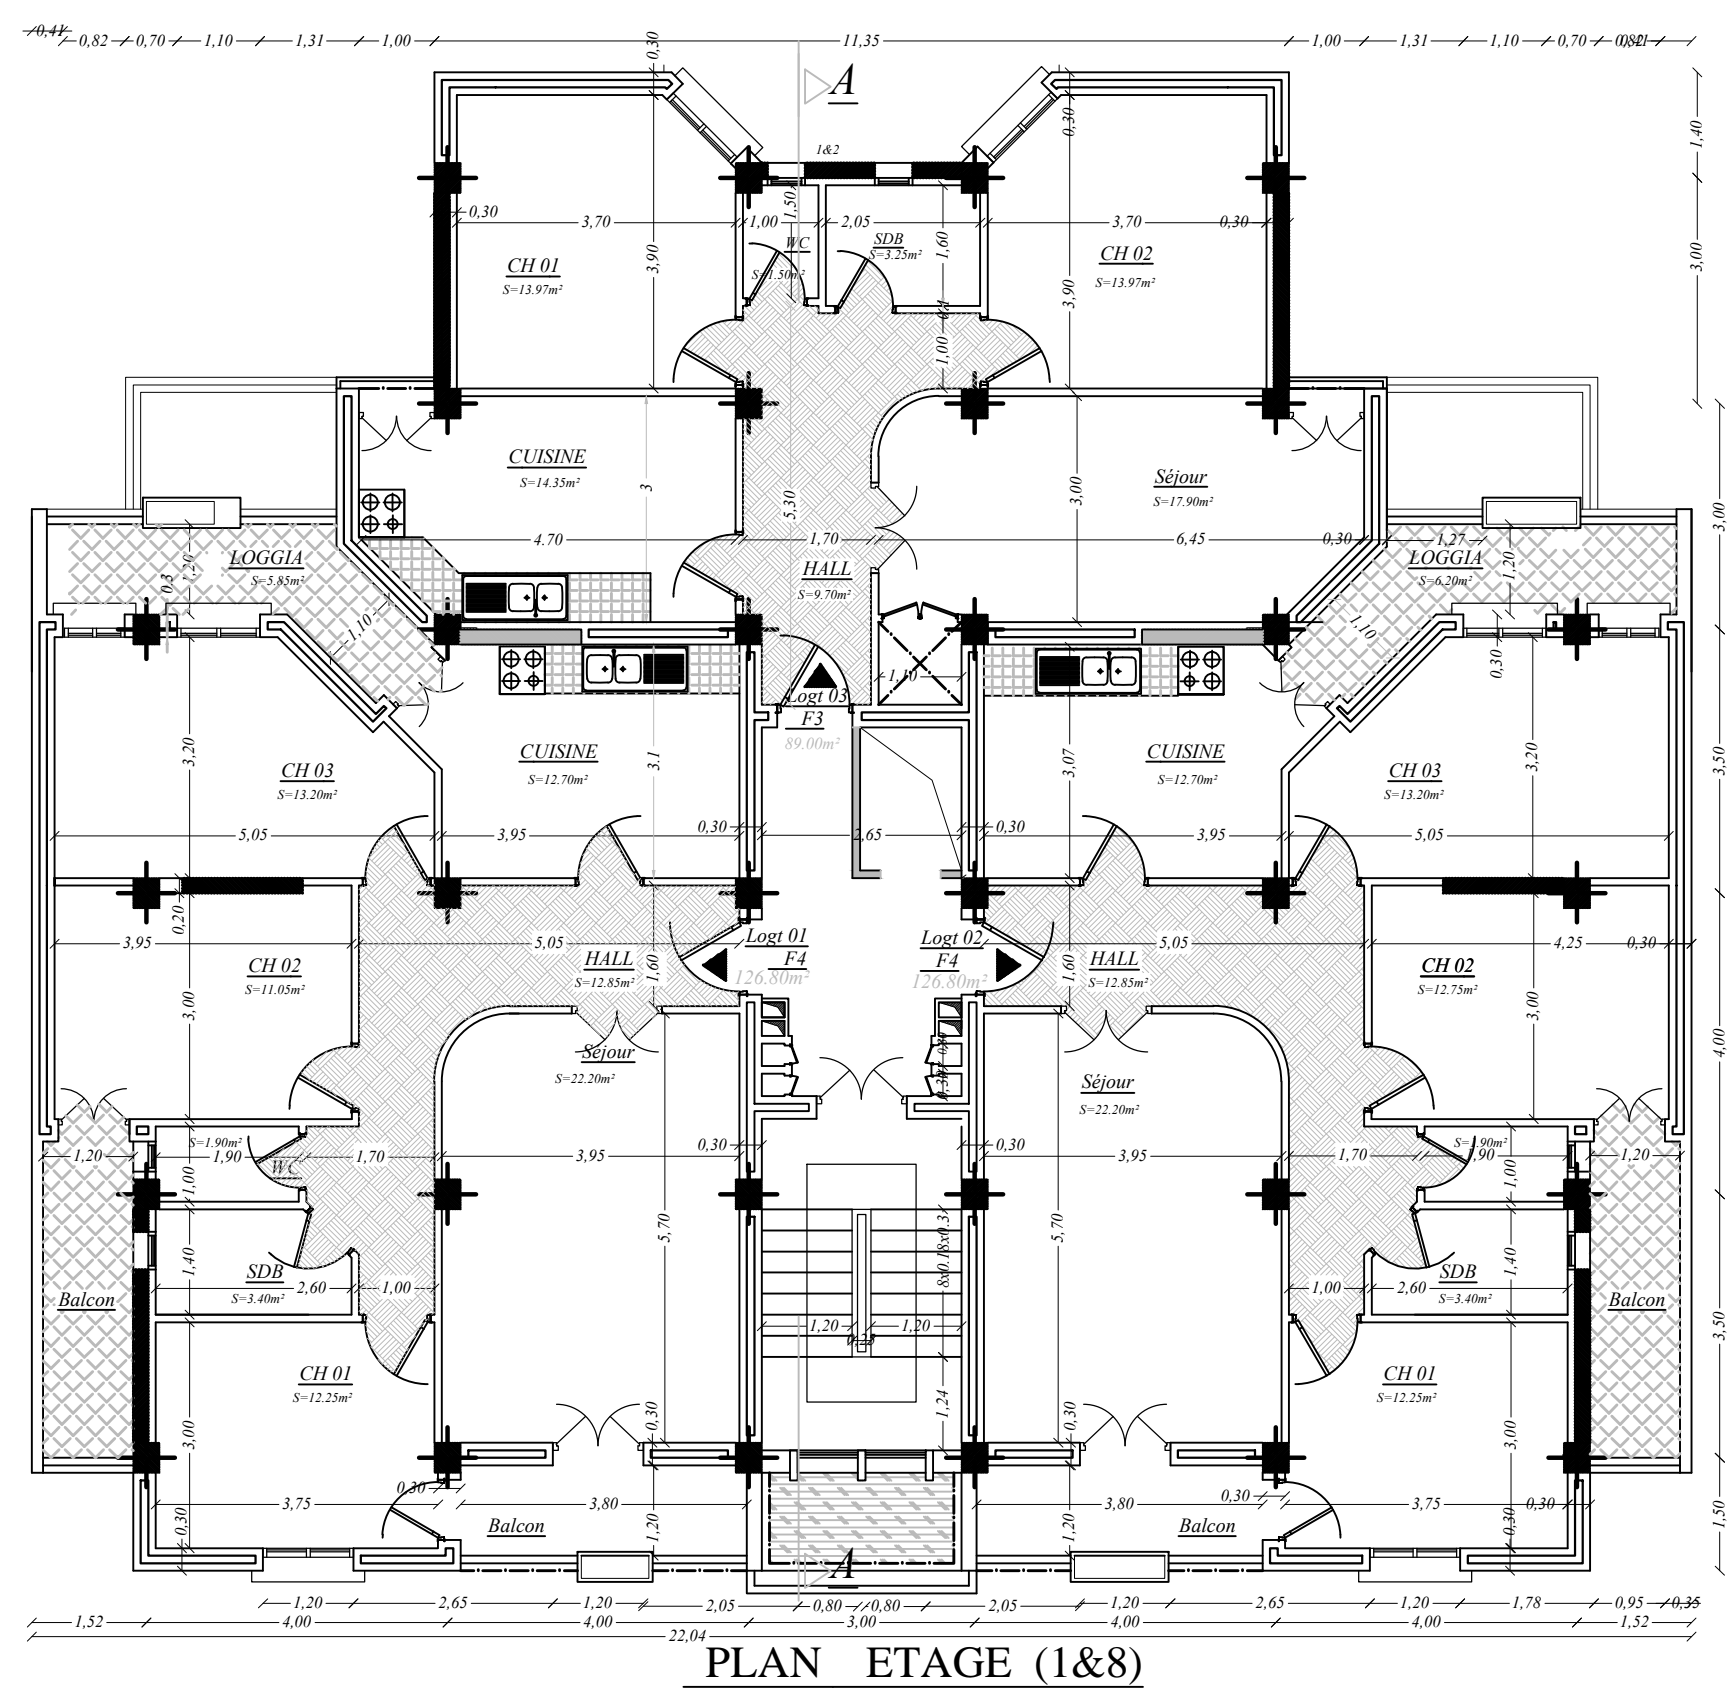 0,41 0,82 0,70 1,10 1,31 1,00 11,35 1,00 1,31 1,10 0,70
0,30
A
0,30
1,40
1&2
1,50
0,30 3,70 1,00 2,05 3,70 0,30
WC SDB
S=3.25m²
1,60
CH 01
S=13.97m²
3,90
S=1.50m²
CH 02
S=13.97m²
3,90
3,00
1,00
CUISINE
S=14.35m²
3
5,30
Séjour
S=17.90m²
3,00
3,00
4.70 1,70 6,45 0,30 1,27
LOGGIA
S=5.85m²
1,20
0.3
HALL
S=9.70m²
LOGGIA
S=6.20m²
1,20
1,10
1,10
0,30
1,10
Logt 03
F3
89.00m²
CUISINE
S=12.70m²
3.1
3,20
CH 03
S=13.20m²
CUISINE
S=12.70m²
3,07
CH 03
S=13.20m²
3,20
3,50
5,05 3,95 0,30 2,65 0,30 3,95 5,05
0,20
3,95 5,05 5,05 4,25 0,30
Logt 01
F4
126.80m²
Logt 02
F4
126.80m²
CH 02
S=11.05m²
HALL
S=12.85m²
1,60
1,60
HALL
S=12.85m²
CH 02
S=12.75m²
3,00
3,00
4,00
Séjour
S=22.20m²
Séjour
S=22.20m²
S=1.90m²
S=1.90m²
1,20 1,90 1,70 3,95 0,30 0,30 3,95 1,70 1,20
WC
1,00
1,00
5,70
5,70
8x0.18x0.3
1,40
1,40
SDB
S=3.40m²
SDB
S=3.40m²
2,60 1,00 1,00 2,60
Balcon
Balcon
1,20 1,20
3,50
CH 01
S=12.25m²
CH 01
S=12.25m²
1,24
3,00
0,30
0,30
3,00
0,30 0,30
3,75 3,80 3,80 3,75 0,30
Balcon
Balcon
0,30
1,20
1,20
0,30
1,50
A
1,20 2,65 1,20 2,05 0,80 0,80 2,05 1,20 2,65 1,20 1,78 0,95 0,35
1,52 4,00 4,00 3,00 4,00 4,00 1,52
22,04
PLAN ETAGE (1&8)